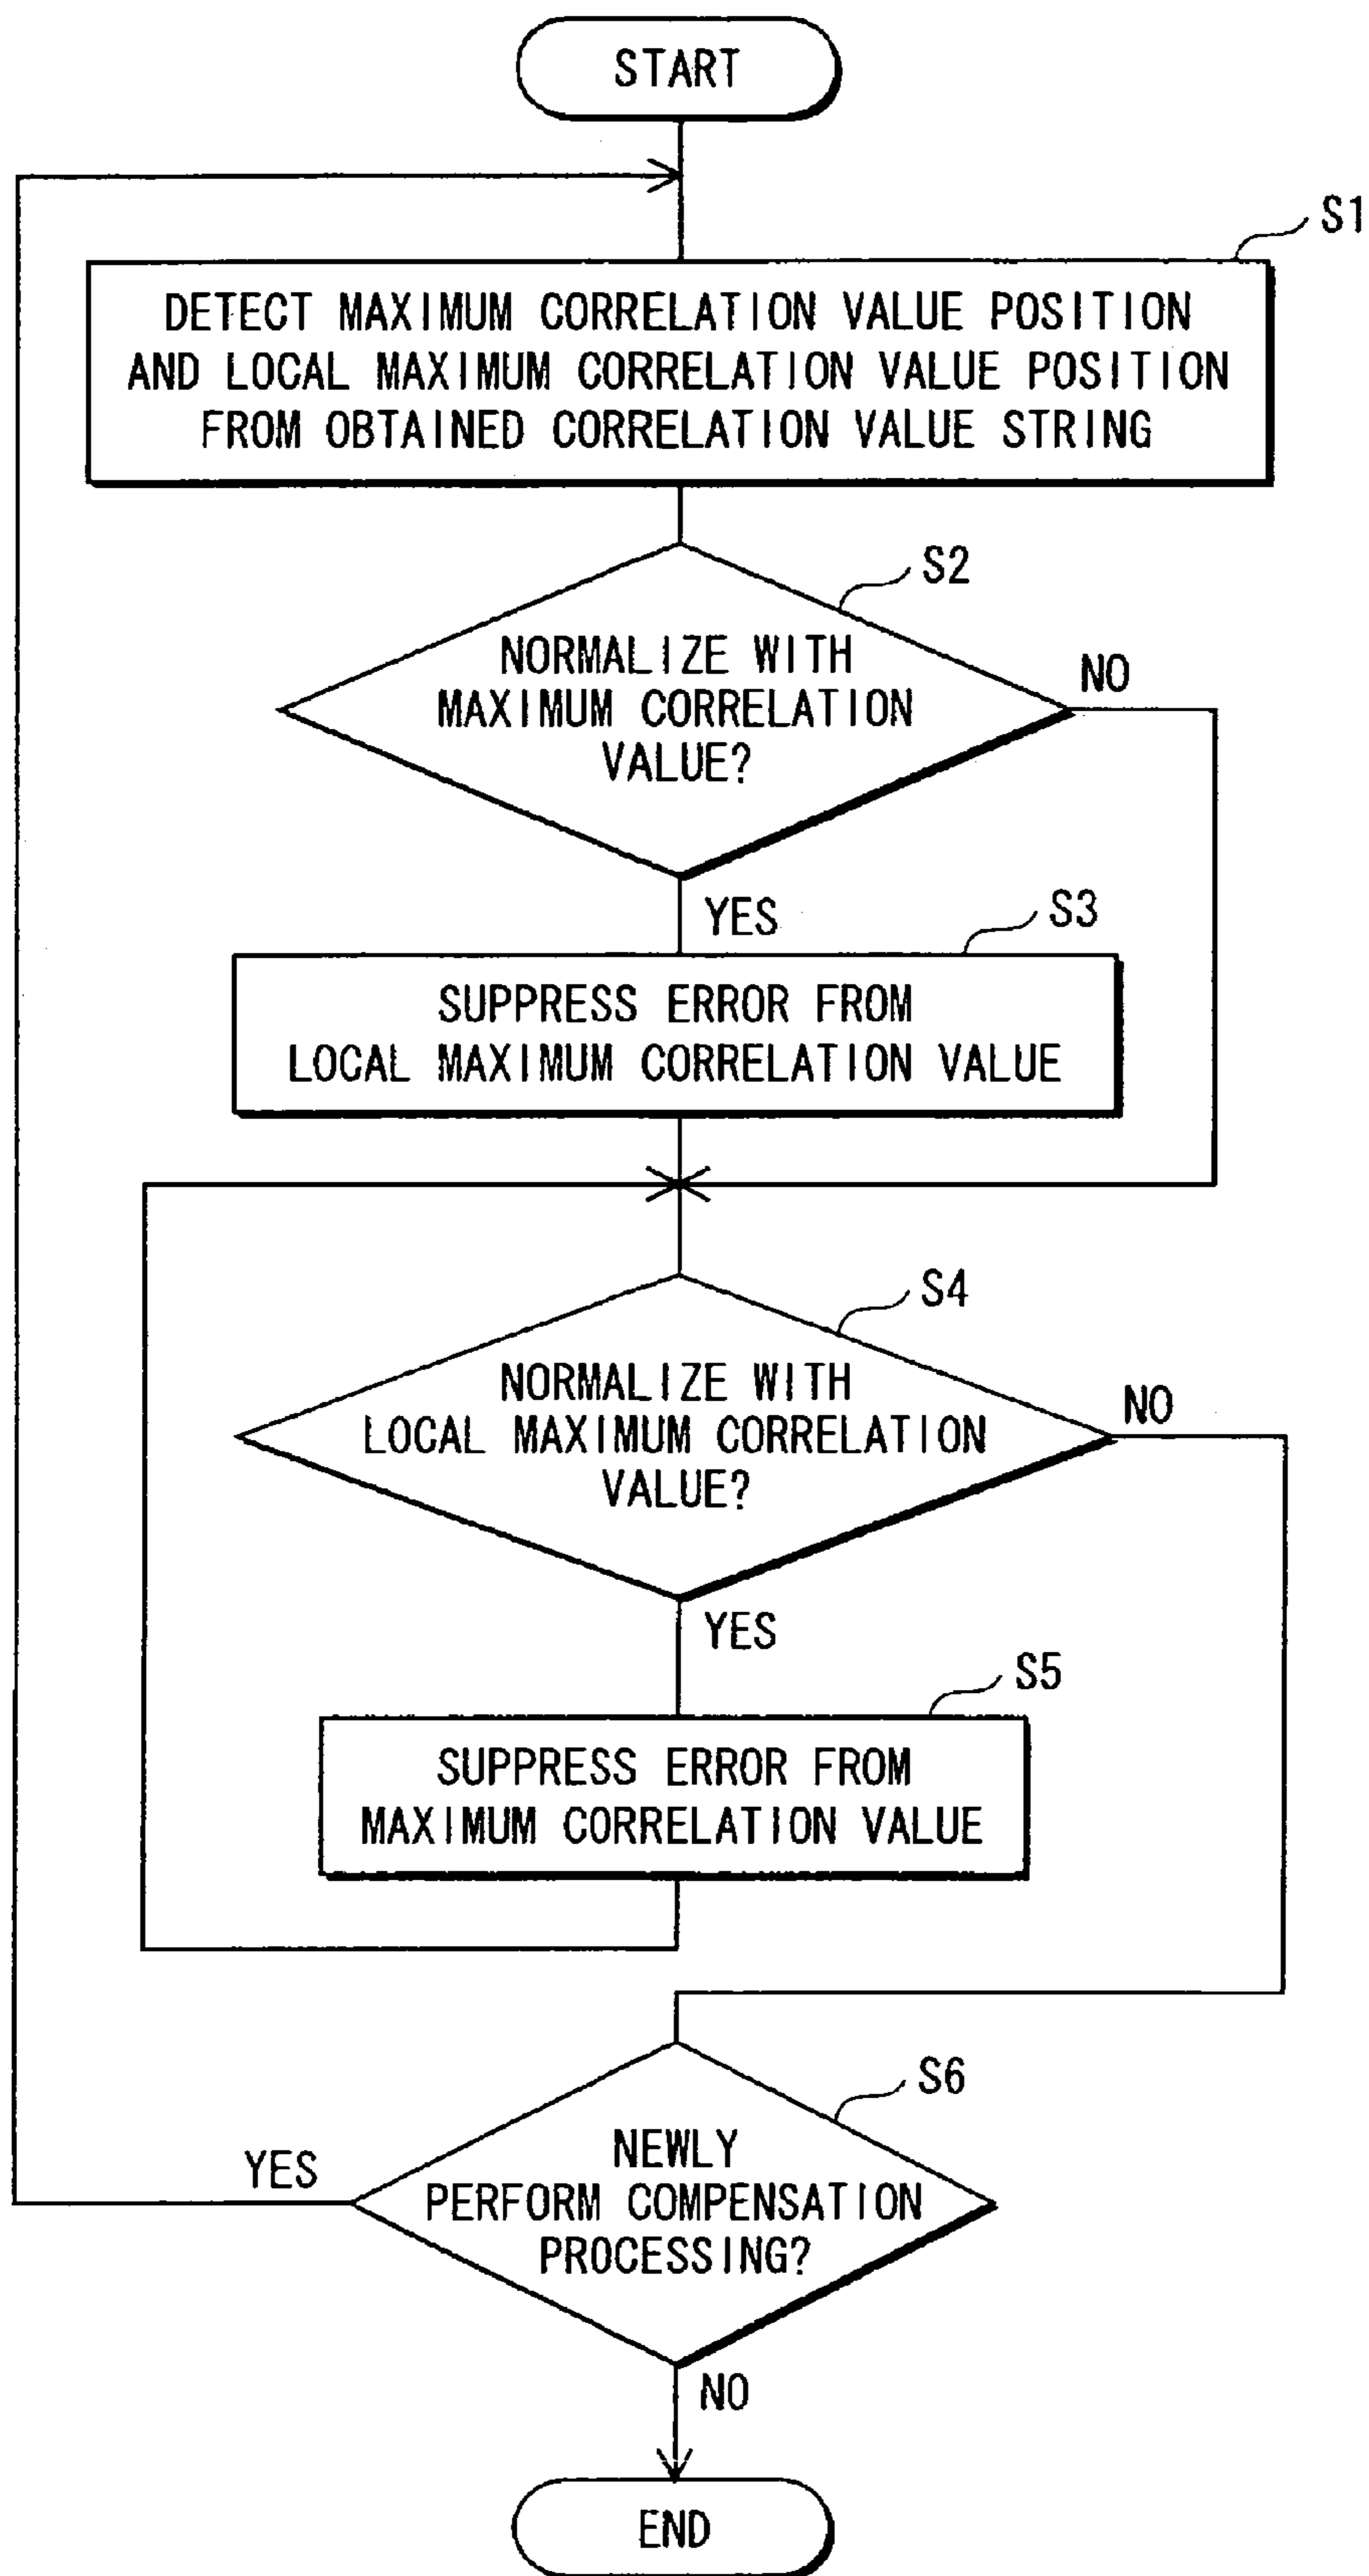 START
S1
DETECT MAXIMUM CORRELATION VALUE POSITION
AND LOCAL MAXIMUM CORRELATION VALUE POSITION
FROM OBTAINED CORRELATION VALUE STRING
S2
NORMALIZE WITH
MAXIMUM CORRELATION
VALUE?
NO
YES
S3
SUPPRESS ERROR FROM
LOCAL MAXIMUM CORRELATION VALUE
S4
NORMALIZE WITH
LOCAL MAXIMUM CORRELATION
VALUE?
NO
YES
S5
SUPPRESS ERROR FROM
MAXIMUM CORRELATION VALUE
S6
NEWLY
PERFORM COMPENSATION
PROCESSING?
YES
NO
END